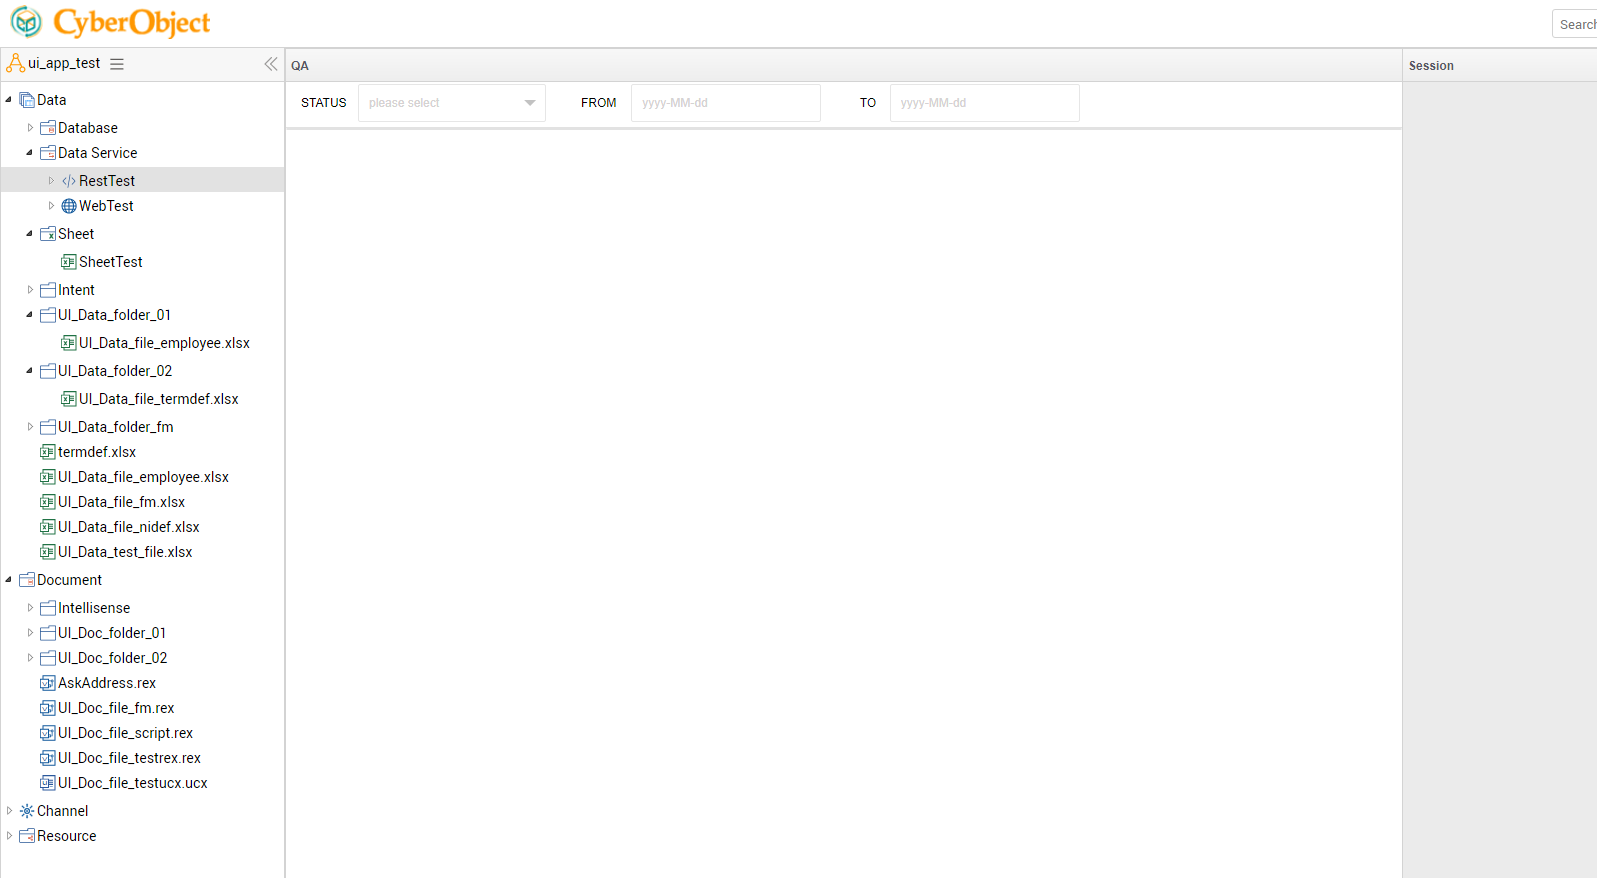 CyberObject
Search
ui_app_test
QA
Session
STATUS please select FROM yyyy-MM-dd TO yyyy-MM-dd
Data
Database
Data Service
RestTest
WebTest
Sheet
SheetTest
Intent
UI_Data_folder_01
UI_Data_file_employee.xlsx
UI_Data_folder_02
UI_Data_file_termdef.xlsx
UI_Data_folder_fm
termdef.xlsx
UI_Data_file_employee.xlsx
UI_Data_file_fm.xlsx
UI_Data_file_nidef.xlsx
UI_Data_test_file.xlsx
Document
Intellisense
UI_Doc_folder_01
UI_Doc_folder_02
AskAddress.rex
UI_Doc_file_fm.rex
UI_Doc_file_script.rex
UI_Doc_file_testrex.rex
UI_Doc_file_testucx.ucx
Channel
Resource